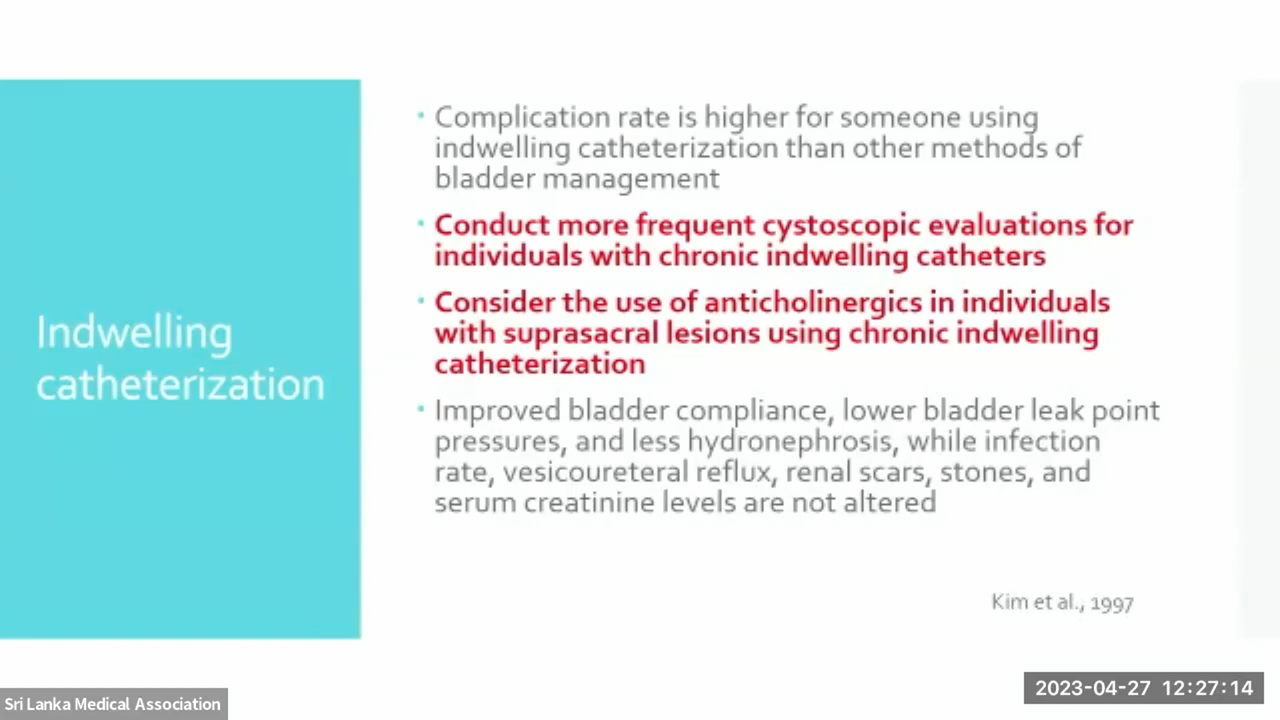 Indwelling
catheterization
• Complication rate is higher for someone using
indwelling catheterization than other methods of
bladder management
• Conduct more frequent cystoscopic evaluations for
individuals with chronic indwelling catheters
• Consider the use of anticholinergics in individuals
with suprasacral lesions using chronic indwelling
catheterization
• Improved bladder compliance, lower bladder leak point
pressures, and less hydronephrosis, while infection
rate, vesicoureteral reflux, renal scars, stones, and
serum creatinine levels are not altered
Kim et al., 1997
2023-04-27 12:27:14
Sri Lanka Medical Association